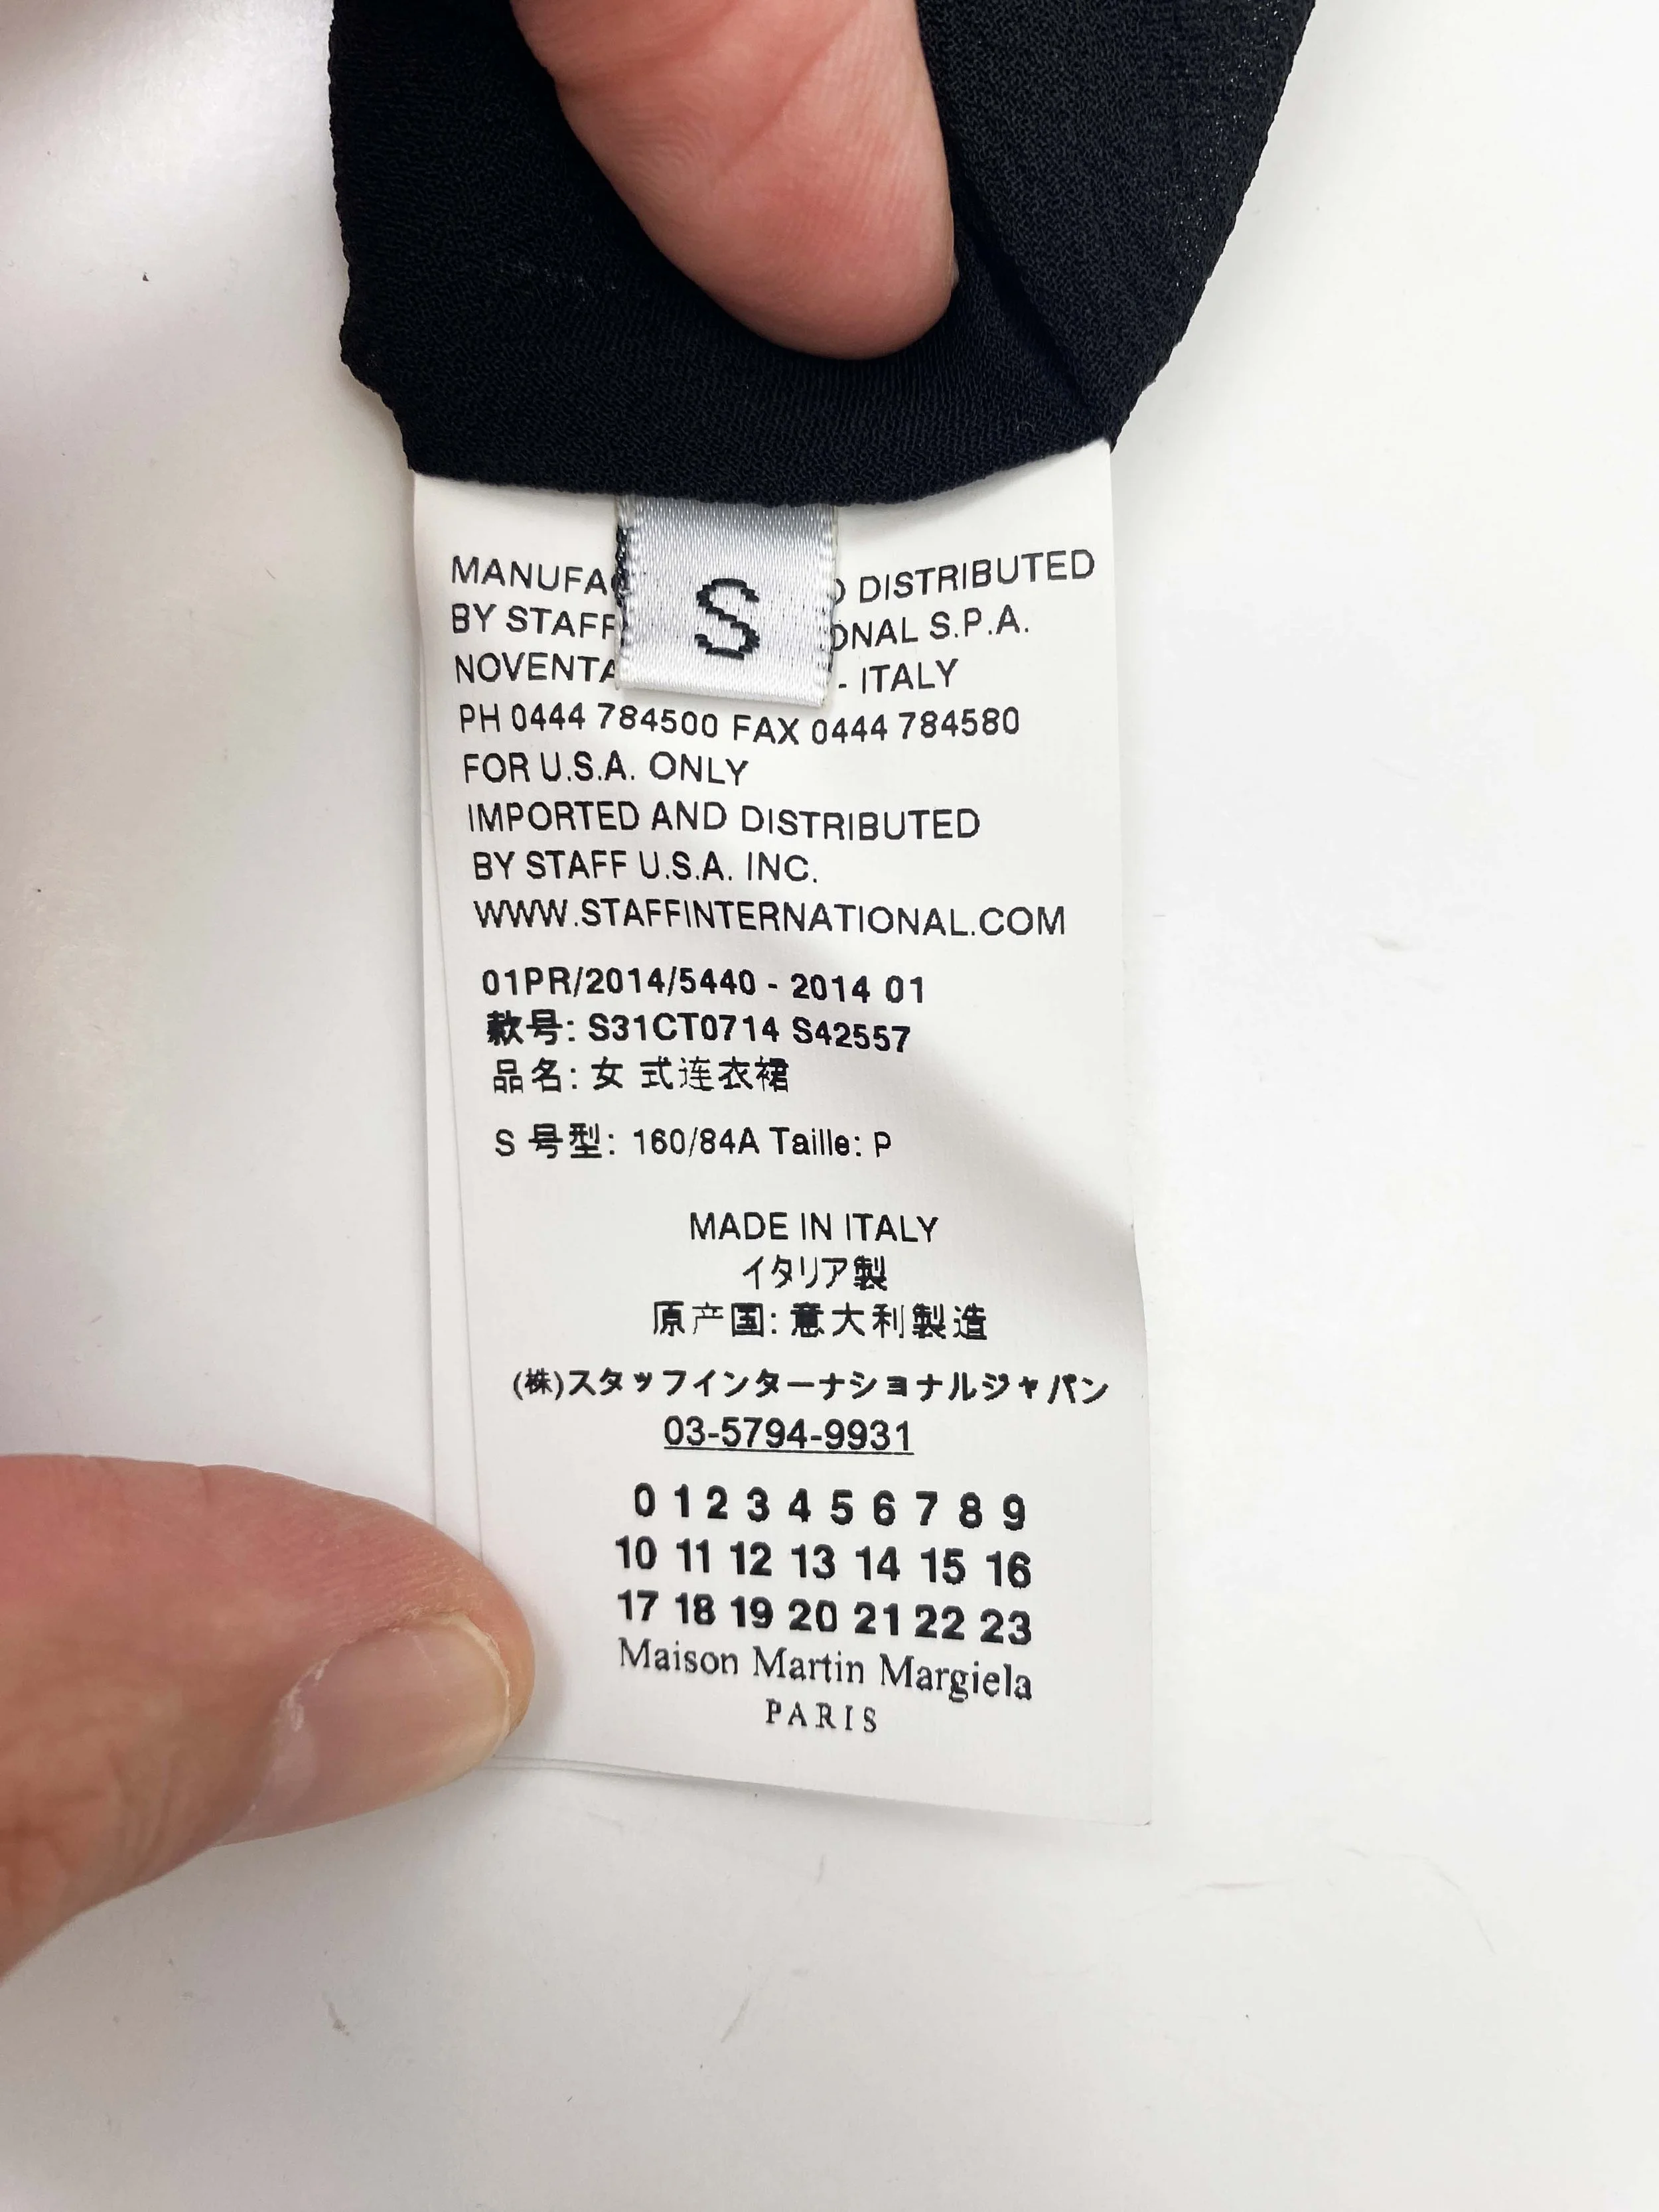 S
MANUFA D DISTRIBUTED
BY STAFF ONAL S.P.A.
NOVENTA - ITALY
PH 0444 784500 FAX 0444 784580
FOR U.S.A. ONLY
IMPORTED AND DISTRIBUTED
BY STAFF U.S.A. INC.
WWW.STAFFINTERNATIONAL.COM
01PR/2014/5440 - 2014 01
款号: S31CT0714 S42557
品名: 女 式连衣裙
S 号型: 160/84A Taille: P
MADE IN ITALY
イタリア製
原产国: 意大利製造
(株)スタッフインターナショナルジャパン
03-5794-9931
0 1 2 3 4 5 6 7 8 9
10 11 12 13 14 15 16
17 18 19 20 21 22 23
Maison Martin Margiela
PARIS